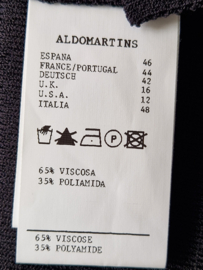 ALDOMARTINS
ESPANA 46
FRANCE/PORTUGAL 44
DEUTSCH 42
U.K. 16
U.S.A. 12
ITALIA 48
P
65% VISCOSA
35% POLIAMIDA
65% VISCOSE
35% POLYAMIDE